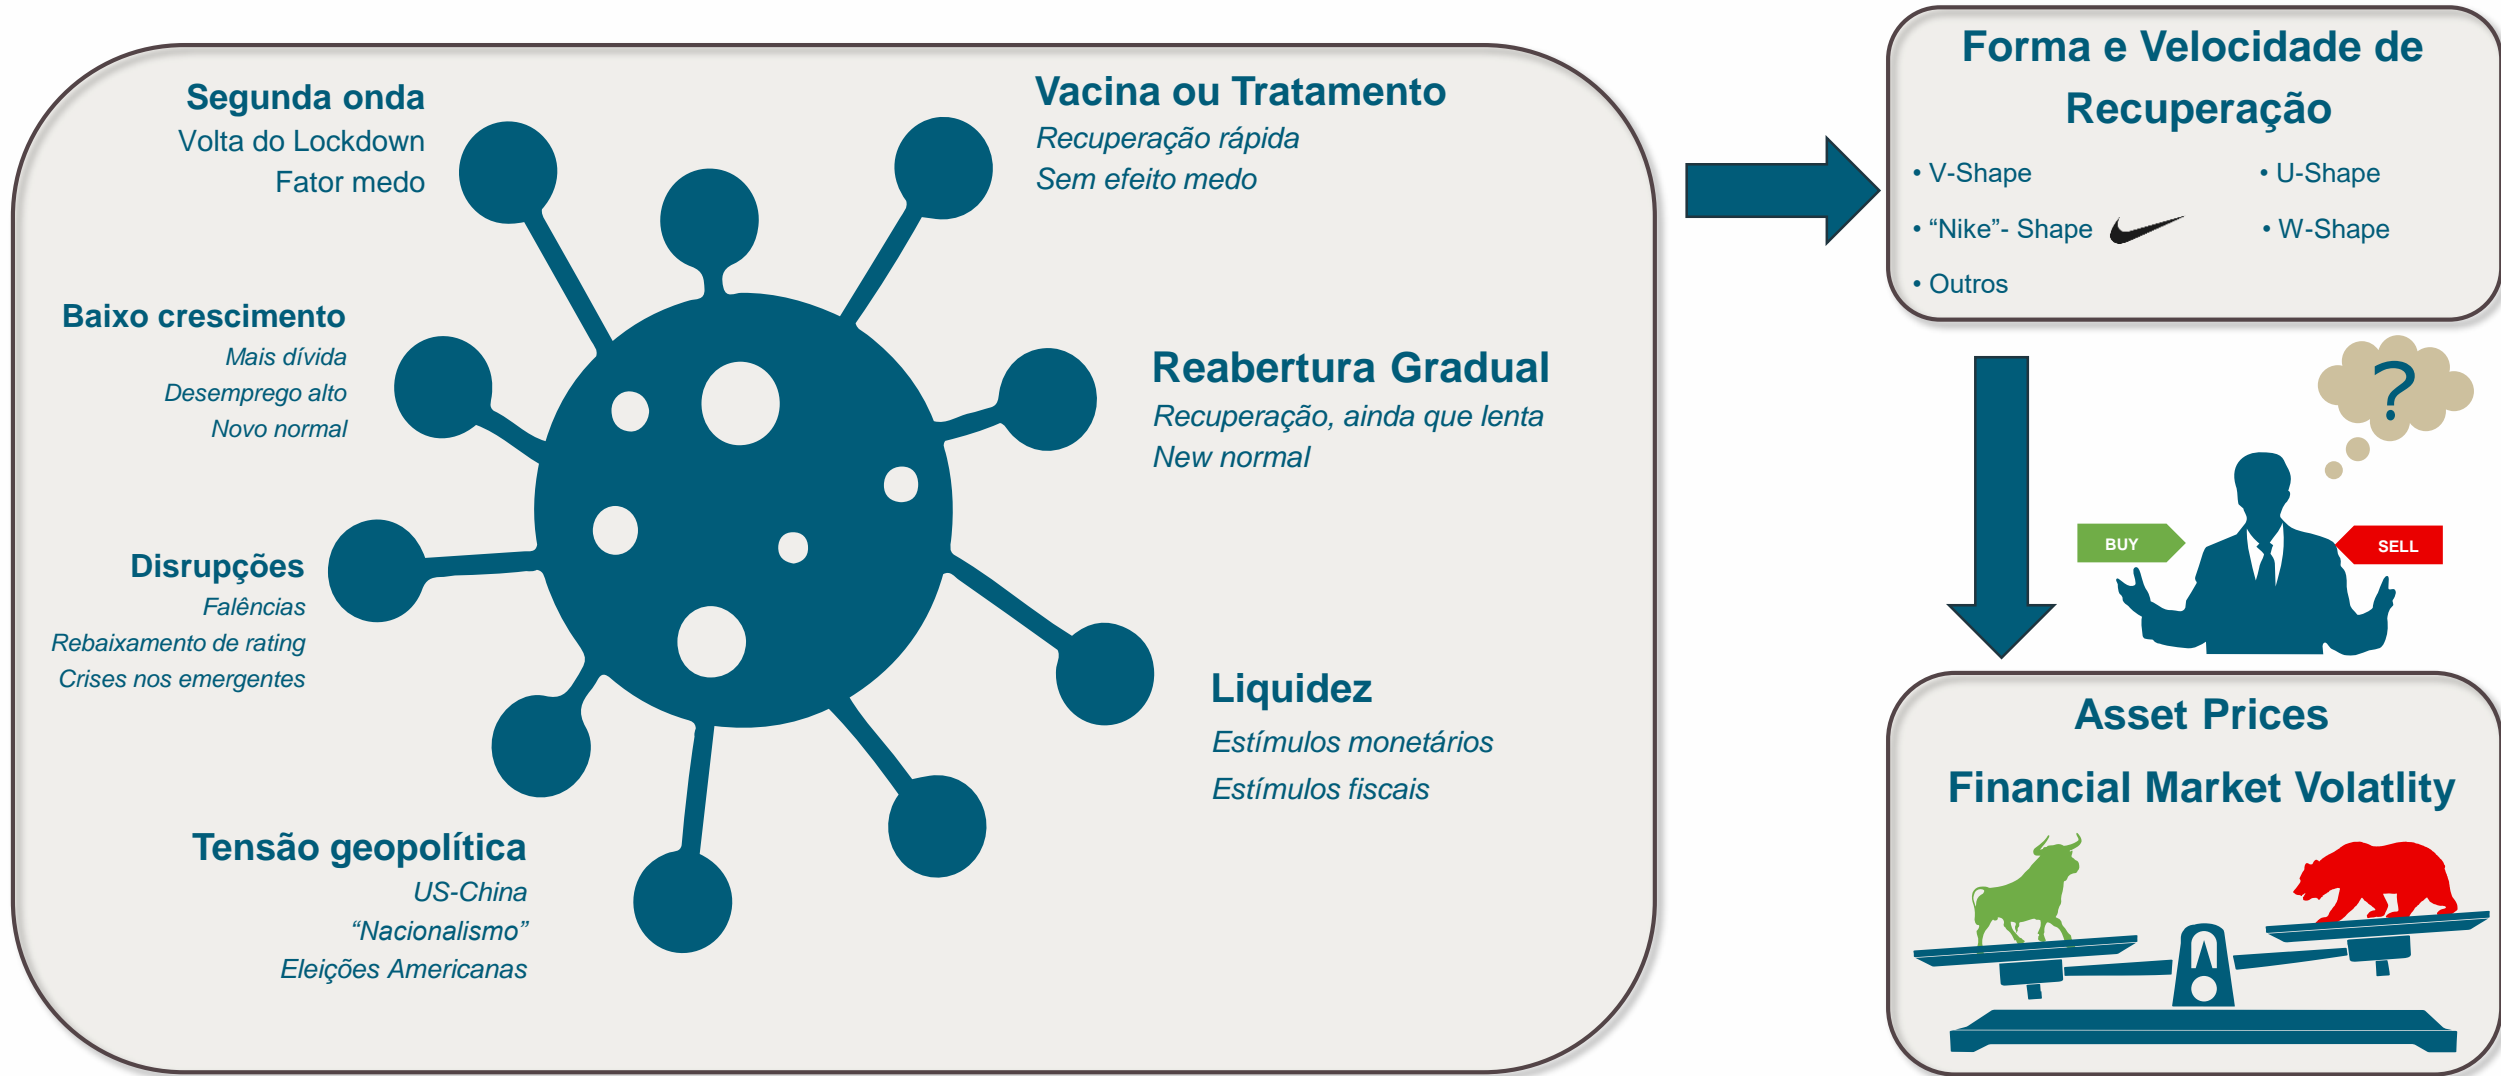 Segunda onda
Volta do Lockdown
Fator medo
Baixo crescimento
Mais dívida
Desemprego alto
Novo normal
Disrupções
Falências
Rebaixamento de rating
Crises nos emergentes
Tensão geopolítica
US-China
“Nacionalismo”
Eleições Americanas
Vacina ou Tratamento
Recuperação rápida
Sem efeito medo
Reabertura Gradual
Recuperação, ainda que lenta
New normal
Liquidez
Estímulos monetários
Estímulos fiscais
Forma e Velocidade de
Recuperação
• V-Shape
• U-Shape
• “Nike”- Shape
• W-Shape
• Outros
?
BUY
SELL
Asset Prices
Financial Market Volatlity